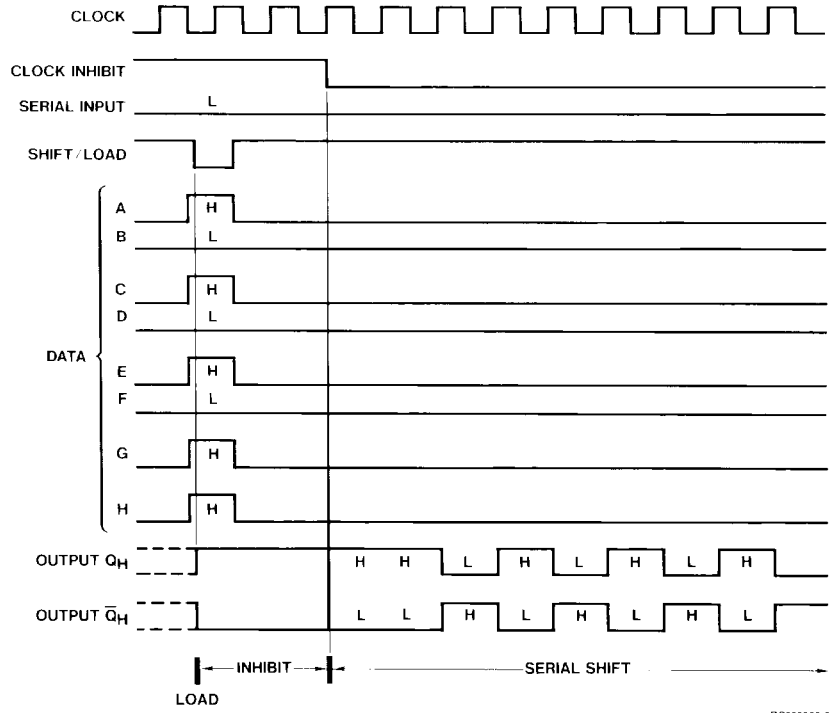 CLOCK
CLOCK INHIBIT
L
SERIAL INPUT
SHIFT/LOAD
A H
B L
C H
D L
DATA
E H
F L
G H
H H
OUTPUT QH H H L H L H L H
OUTPUT Q̅H L L H L H L H L
INHIBIT SERIAL SHIFT
LOAD